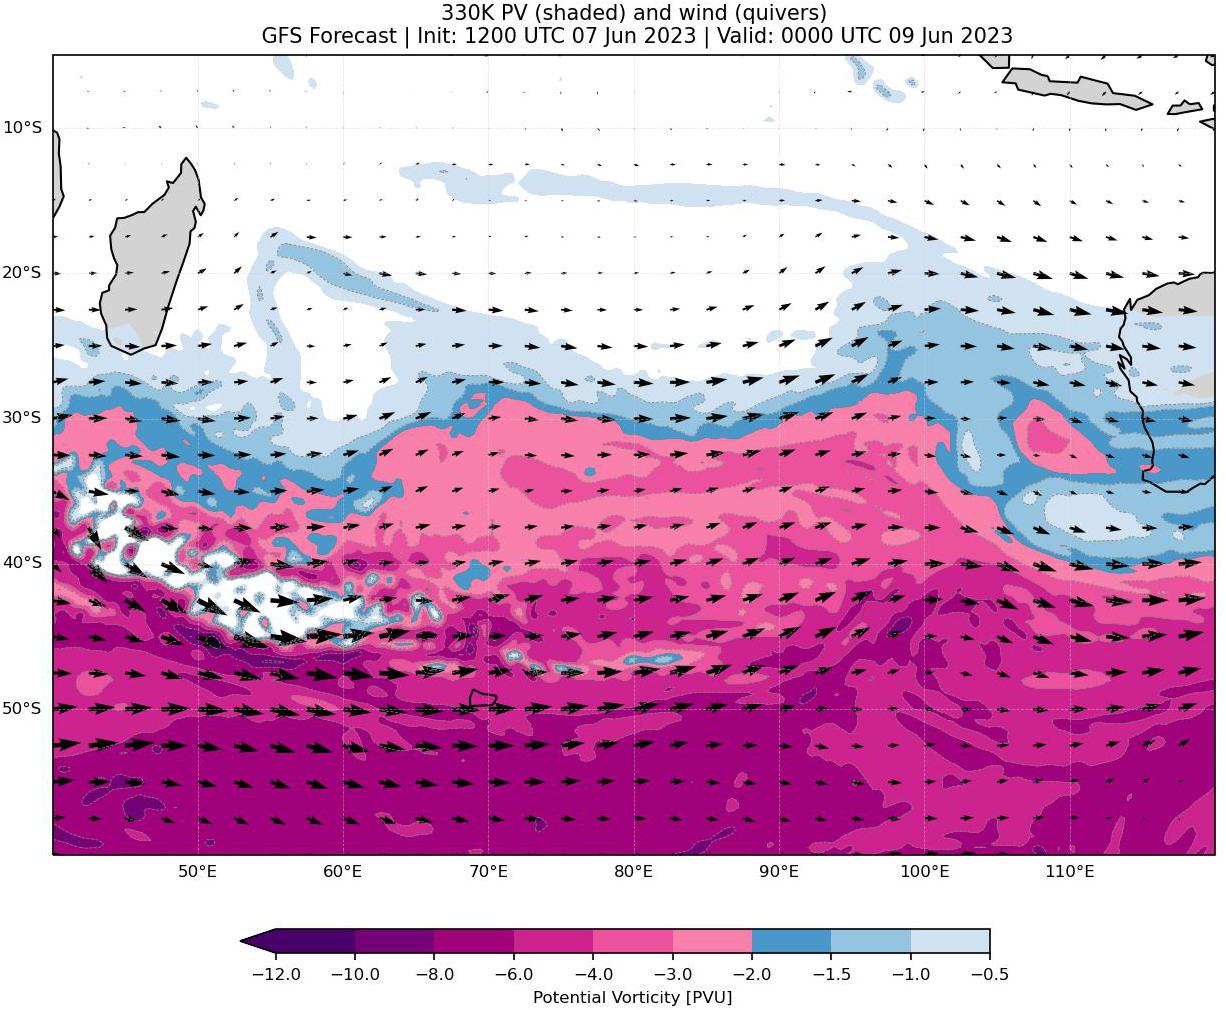 330K PV (shaded) and wind (quivers)
GFS Forecast | Init: 1200 UTC 07 Jun 2023 | Valid: 0000 UTC 09 Jun 2023
10°S
20°S
30°S
40°S
50°S
50°E 60°E 70°E 80°E 90°E 100°E 110°E
−12.0 −10.0 −8.0 −6.0 −4.0 −3.0 −2.0 −1.5 −1.0 −0.5
Potential Vorticity [PVU]